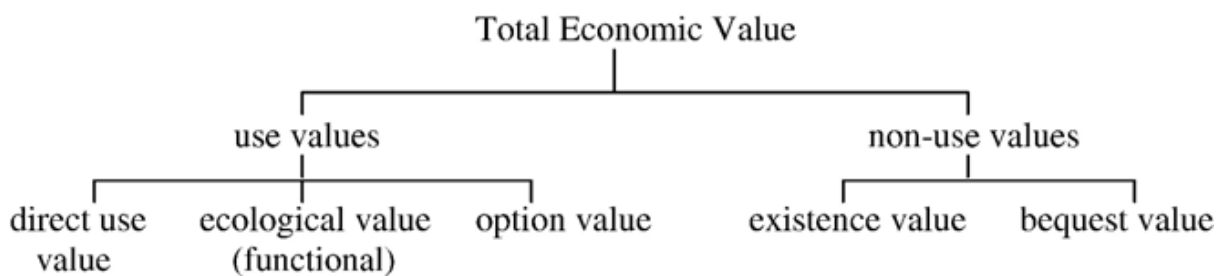 Total Economic Value
use values
non-use values
direct use
value
ecological value
(functional)
option value
existence value
bequest value